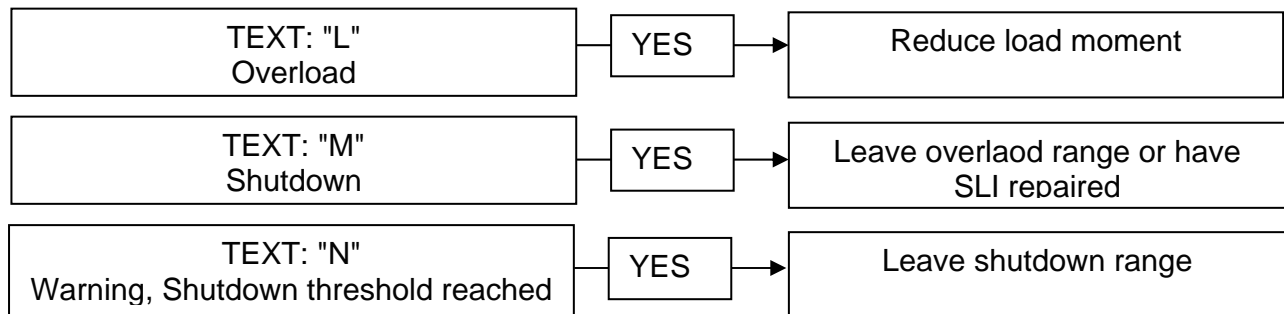 TEXT: "L"
Overload
YES
Reduce load moment
TEXT: "M"
Shutdown
YES
Leave overlaod range or have
SLI repaired
TEXT: "N"
Warning, Shutdown threshold reached
YES
Leave shutdown range